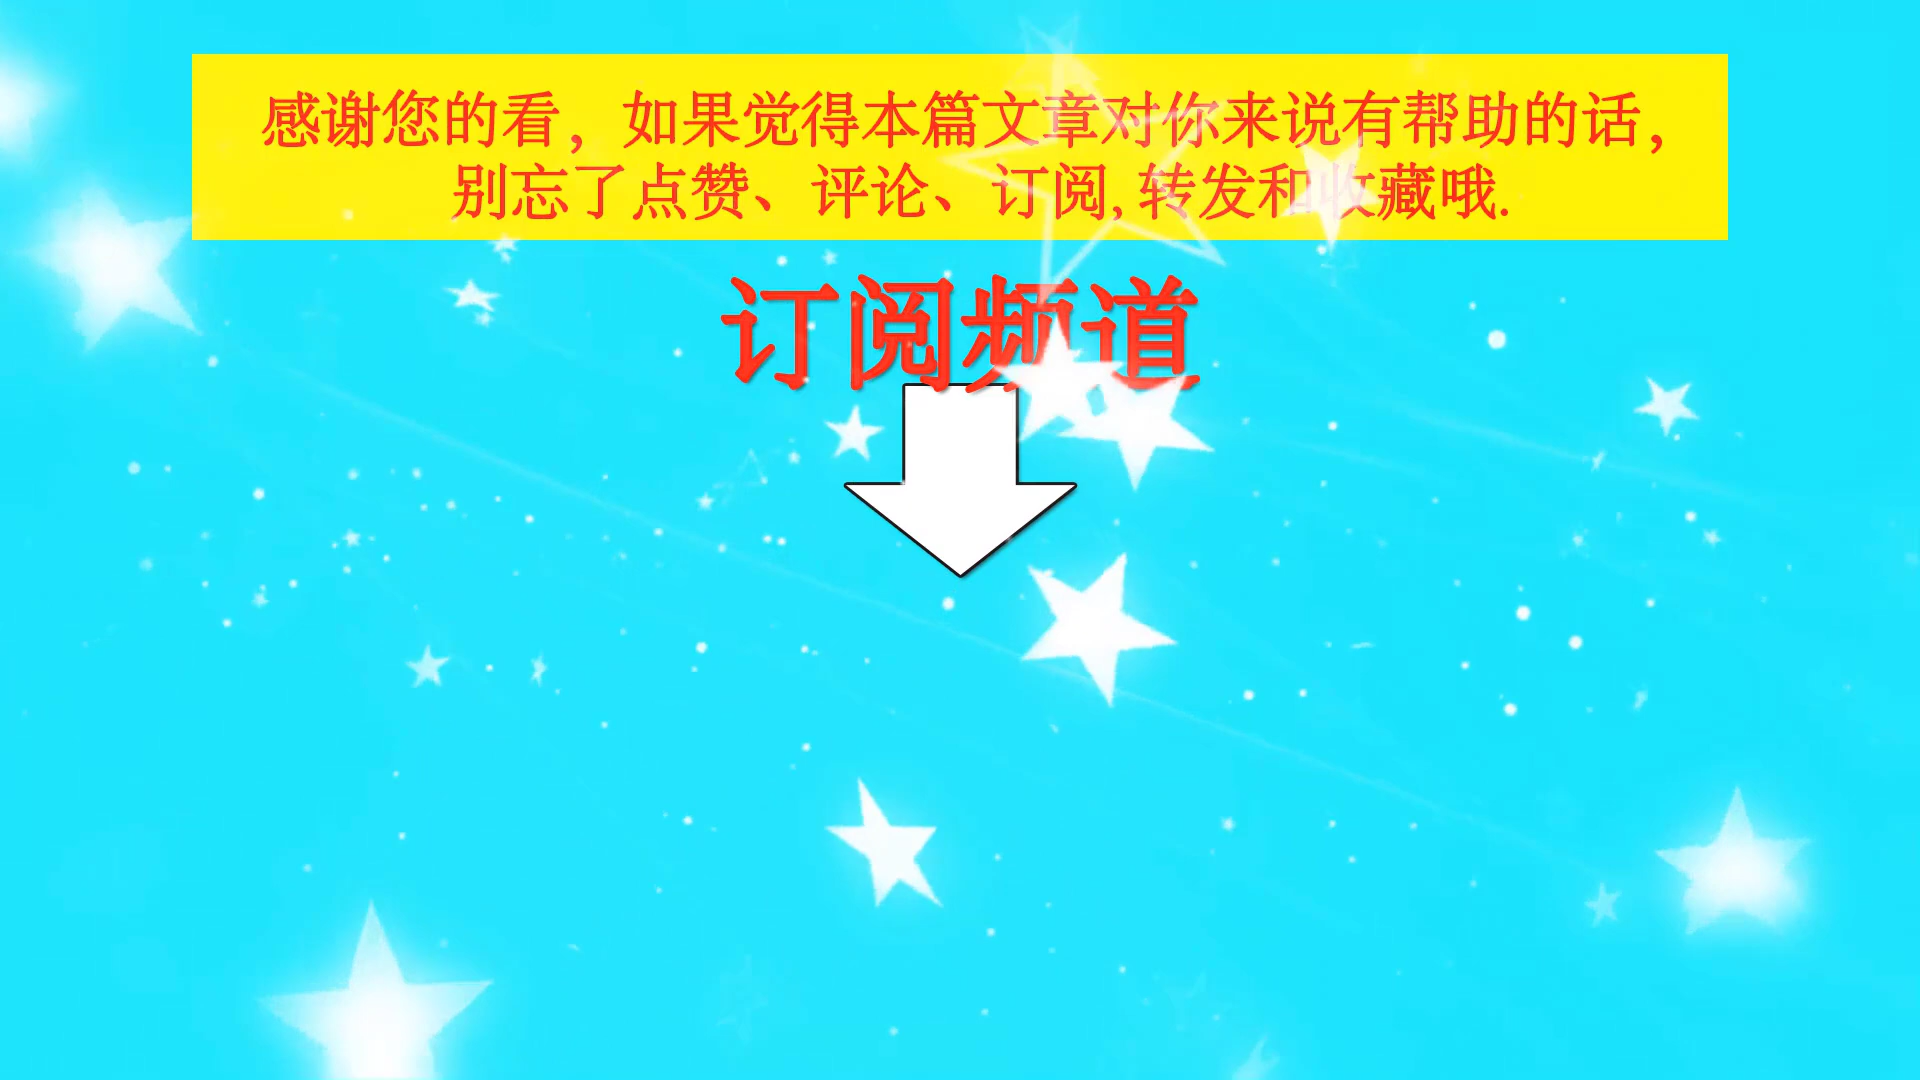 感谢您的看，如果觉得本篇文章对你来说有帮助的话，
别忘了点赞、评论、订阅,转发和收藏哦.
订阅频道